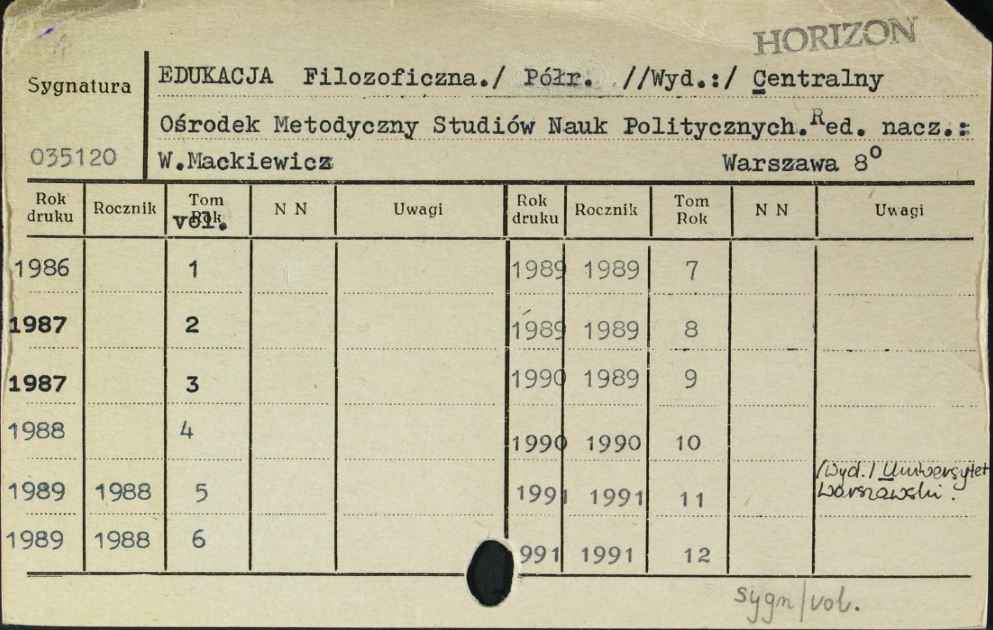 HORIZON
Sygnatura
EDUKACJA Filozoficzna./ Półr. //Wyd.:/ Centralny
Ośrodek Metodyczny Studiów Nauk Politycznych. Red. nacz.:
035120
W.Mackiewicz Warszawa 8°
Rok druku Rocznik Tom Rok vol. N N Uwagi Rok druku Rocznik Tom Rok N N Uwagi
1986 1 1989 1989 7
1987 2 1989 1989 8
1987 3 1990 1989 9
1988 4 1990 1990 10
/Wyd./ Uniwersytet
Warszawski.
1989 1988 5 1991 1991 11
1989 1988 6 991 1991 12
sygn/vol.